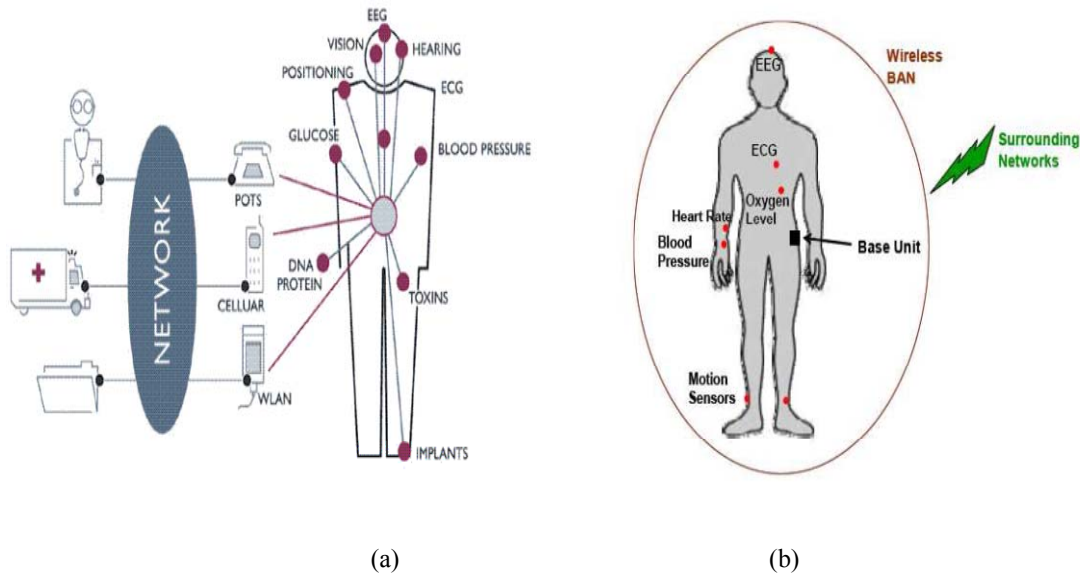 EEG
VISION
HEARING
POSITIONING
ECG
GLUCOSE
BLOOD PRESSURE
POTS
NETWORK
DNA
PROTEIN
CELLUAR
TOXINS
WLAN
IMPLANTS
(a)
EEG
Wireless
BAN
ECG
Surrounding
Networks
Oxygen
Level
Heart Rate
Blood
Pressure
Base Unit
Motion
Sensors
(b)